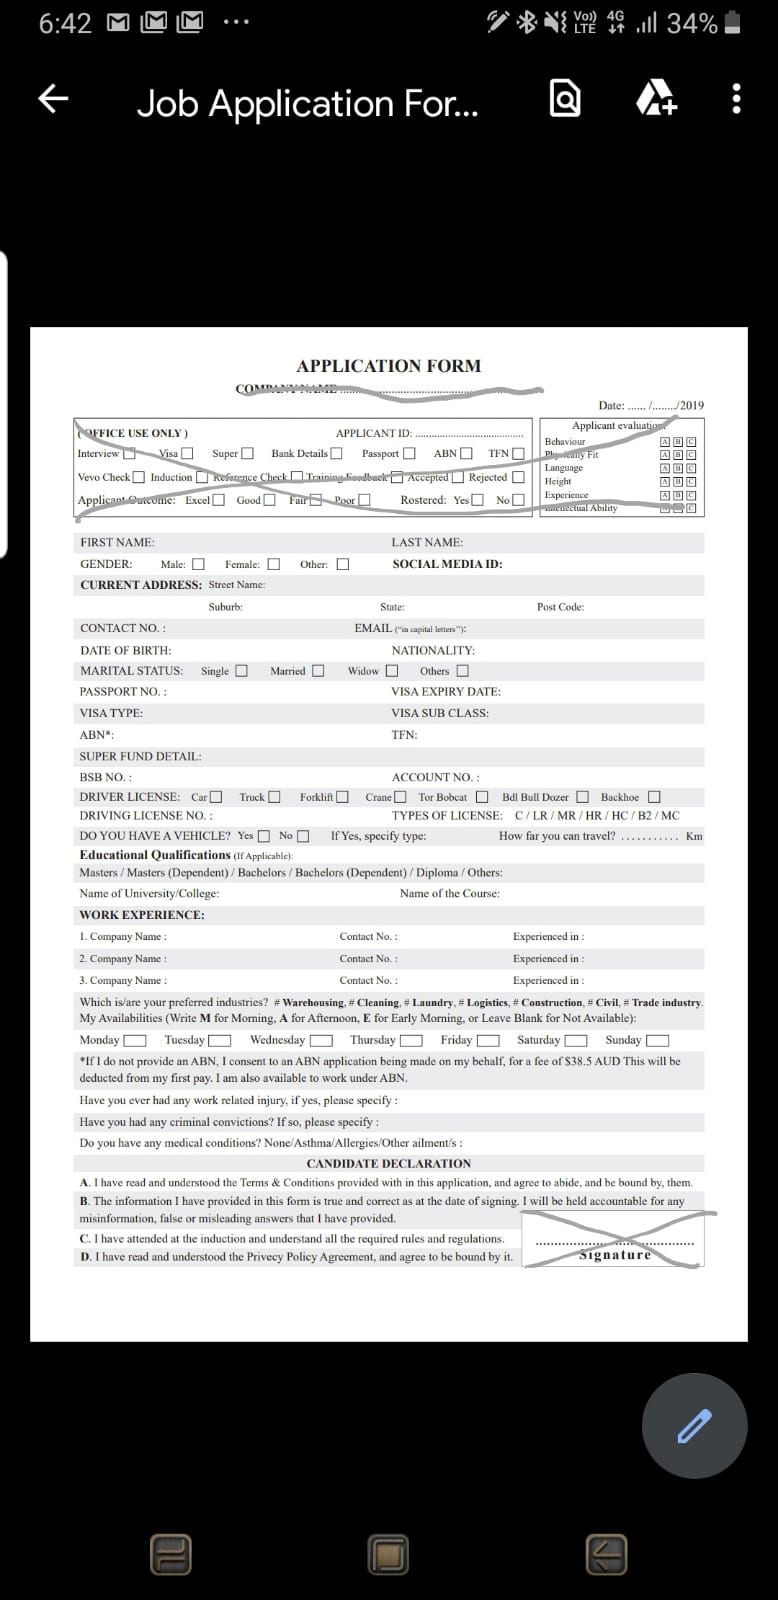 6:42 Vo)) LTE 4G 34%
Job Application For...
APPLICATION FORM
COMPANY NAME ..........
Date: ...... /......../2019
( OFFICE USE ONLY ) APPLICANT ID: ....................................
Applicant evaluation
Interview Visa Super Bank Details Passport ABN TFN
Vevo Check Induction Reference Check Training Feedback Accepted Rejected
Applicant Outcome: Excel Good Fair Poor Rostered: Yes No
Behaviour A B C
Physically Fit A B C
Language A B C
Height A B C
Experience A B C
Intellectual Ability A B C
FIRST NAME: LAST NAME:
GENDER: Male: Female: Other: SOCIAL MEDIA ID:
CURRENT ADDRESS: Street Name:
Suburb: State: Post Code:
CONTACT NO. : EMAIL ("in capital letters"):
DATE OF BIRTH: NATIONALITY:
MARITAL STATUS: Single Married Widow Others
PASSPORT NO. : VISA EXPIRY DATE:
VISA TYPE: VISA SUB CLASS:
ABN*: TFN:
SUPER FUND DETAIL:
BSB NO. : ACCOUNT NO. :
DRIVER LICENSE: Car Truck Forklift Crane Tor Bobcat Bdl Bull Dozer Backhoe
DRIVING LICENSE NO. : TYPES OF LICENSE: C / LR / MR / HR / HC / B2 / MC
DO YOU HAVE A VEHICLE? Yes No If Yes, specify type: How far you can travel? ........... Km
Educational Qualifications (If Applicable):
Masters / Masters (Dependent) / Bachelors / Bachelors (Dependent) / Diploma / Others:
Name of University/College: Name of the Course:
WORK EXPERIENCE:
1. Company Name : Contact No. : Experienced in :
2. Company Name : Contact No. : Experienced in :
3. Company Name : Contact No. : Experienced in :
Which is/are your preferred industries? # Warehousing, # Cleaning, # Laundry, # Logistics, # Construction, # Civil, # Trade industry.
My Availabilities (Write M for Morning, A for Afternoon, E for Early Morning, or Leave Blank for Not Available):
Monday Tuesday Wednesday Thursday Friday Saturday Sunday
*If I do not provide an ABN, I consent to an ABN application being made on my behalf, for a fee of $38.5 AUD This will be
deducted from my first pay. I am also available to work under ABN.
Have you ever had any work related injury, if yes, please specify :
Have you had any criminal convictions? If so, please specify :
Do you have any medical conditions? None/Asthma/Allergies/Other ailment/s :
CANDIDATE DECLARATION
A. I have read and understood the Terms & Conditions provided with in this application, and agree to abide, and be bound by, them.
B. The information I have provided in this form is true and correct as at the date of signing. I will be held accountable for any
misinformation, false or misleading answers that I have provided.
C. I have attended at the induction and understand all the required rules and regulations.
D. I have read and understood the Privecy Policy Agreement, and agree to be bound by it.
........................................
Signature